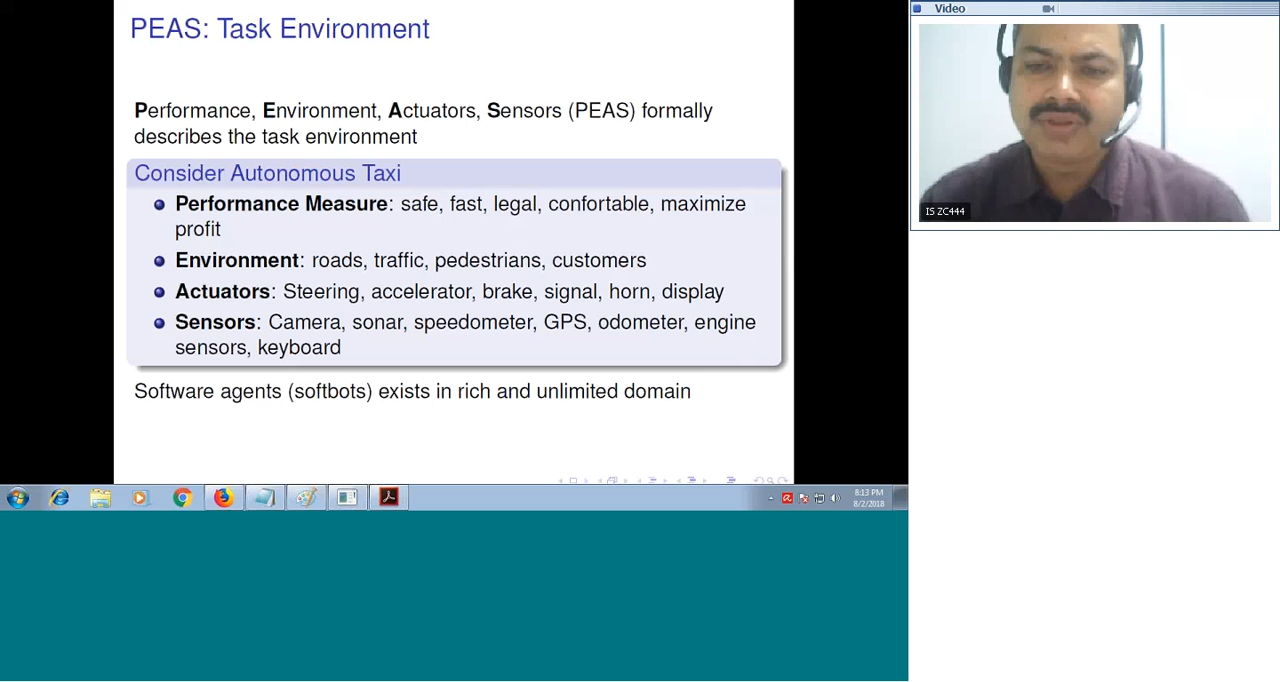 PEAS: Task Environment
Performance, Environment, Actuators, Sensors (PEAS) formally
describes the task environment
Consider Autonomous Taxi
Performance Measure: safe, fast, legal, confortable, maximize
profit
Environment: roads, traffic, pedestrians, customers
Actuators: Steering, accelerator, brake, signal, horn, display
Sensors: Camera, sonar, speedometer, GPS, odometer, engine
sensors, keyboard
Software agents (softbots) exists in rich and unlimited domain
8:13 PM
8/2/2018
Video
IS ZC444